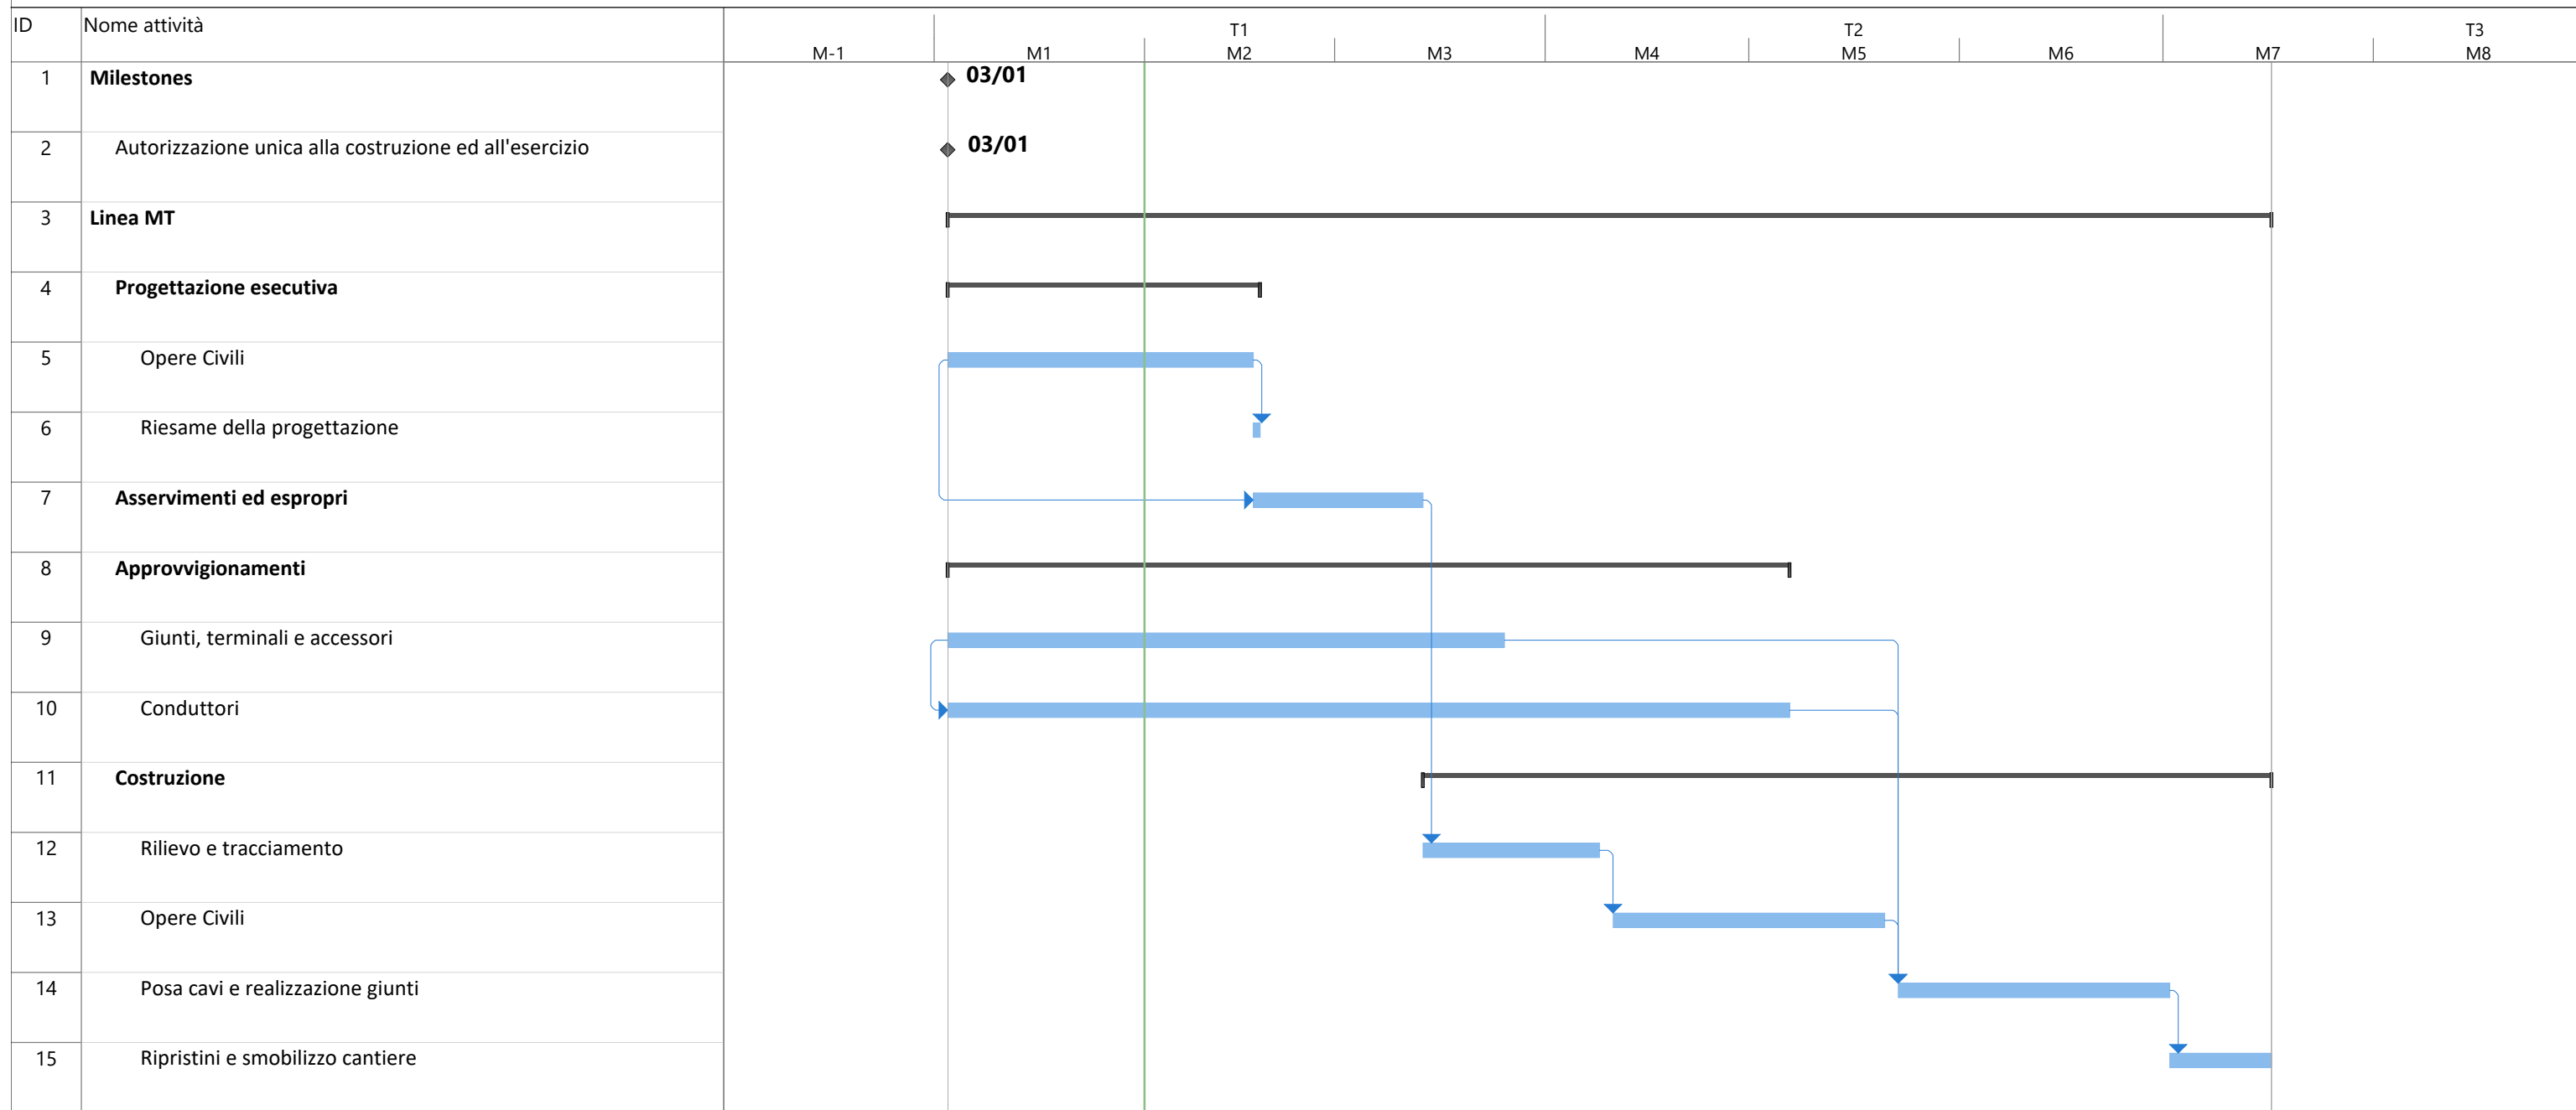 ID Nome attività
T1 T2 T3
M-1 M1 M2 M3 M4 M5 M6 M7 M8
1 Milestones 03/01
2 Autorizzazione unica alla costruzione ed all'esercizio 03/01
3 Linea MT
4 Progettazione esecutiva
5 Opere Civili
6 Riesame della progettazione
7 Asservimenti ed espropri
8 Approvvigionamenti
9 Giunti, terminali e accessori
10 Conduttori
11 Costruzione
12 Rilievo e tracciamento
13 Opere Civili
14 Posa cavi e realizzazione giunti
15 Ripristini e smobilizzo cantiere